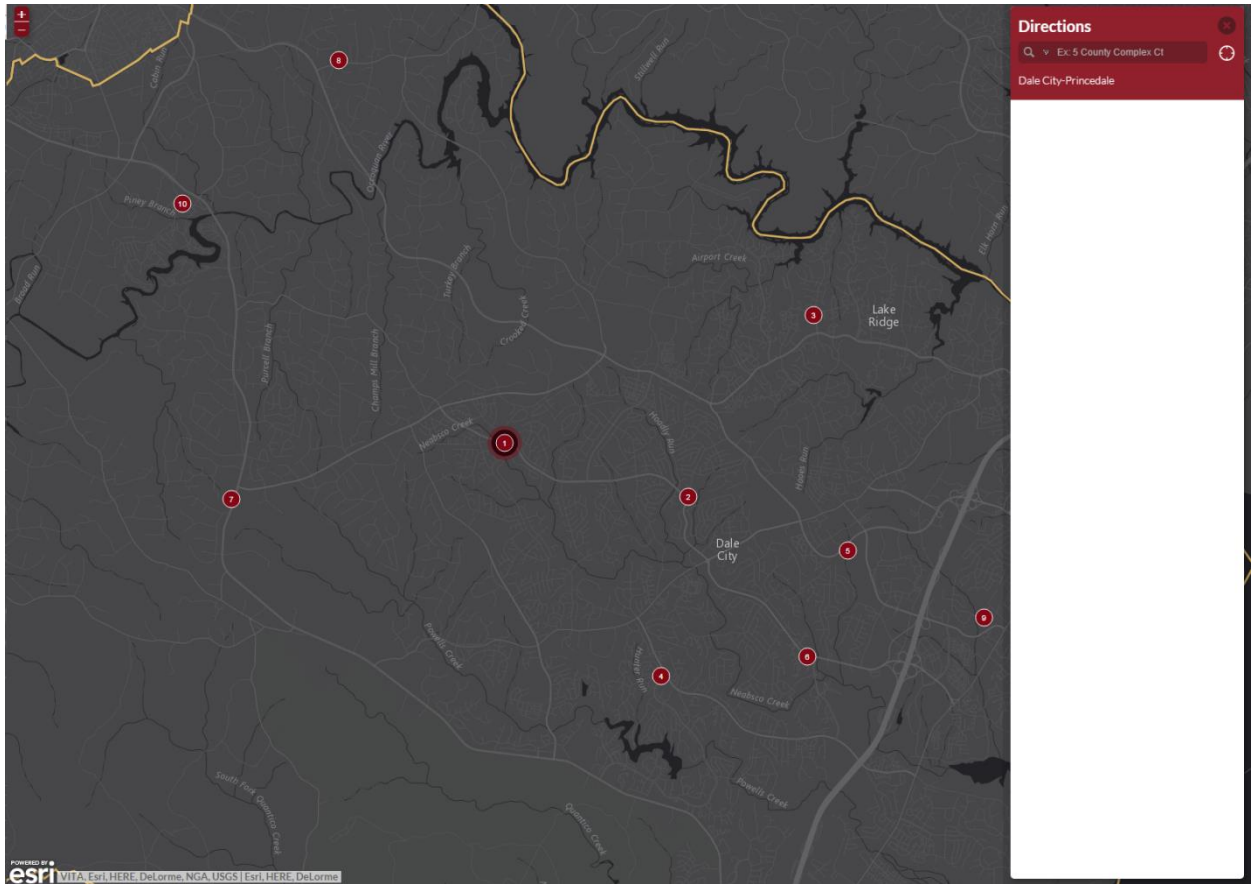 +
−
Cabin Run
8
Stillwell Run
Occoquan River
10
Piney Branch
Broad Run
Elk Horn Run
Airport Creek
Turkey Branch
Crooked Creek
3
Lake
Ridge
Purcell Branch
Champs Mill Branch
Neabsco Creek
1
Hoadly Run
Hayes Run
7
2
Dale
City
5
9
Powells Creek
Hunter Run
4
6
Neabsco Creek
South Fork Quantico Creek
Quantico Creek
Powells Creek
POWERED BY
esri
VITA, Esri, HERE, DeLorme, NGA, USGS | Esri, HERE, DeLorme
Directions
Ex: 5 County Complex Ct
Dale City-Princedale